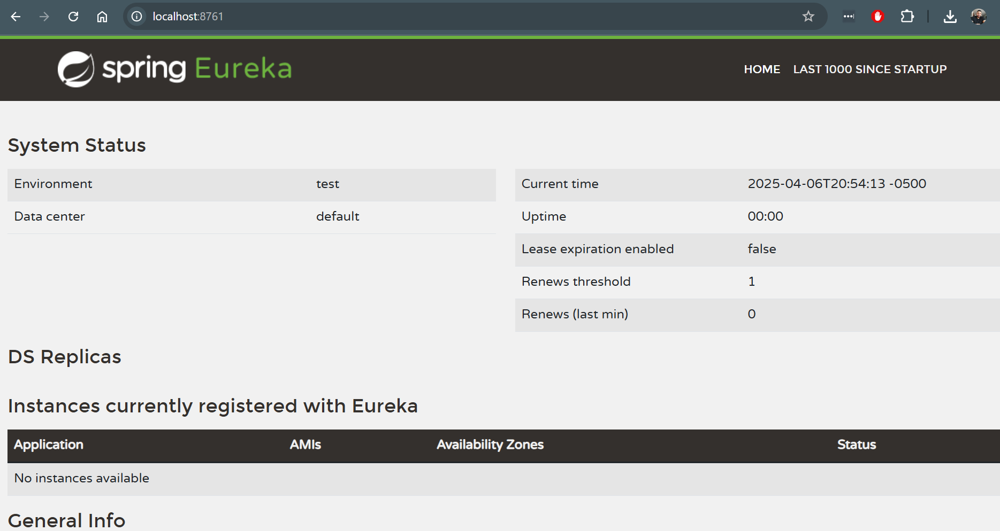 localhost:8761
spring Eureka
HOME LAST 1000 SINCE STARTUP
System Status
Environment test
Data center default
Current time 2025-04-06T20:54:13 -0500
Uptime 00:00
Lease expiration enabled false
Renews threshold 1
Renews (last min) 0
DS Replicas
Instances currently registered with Eureka
Application AMIs Availability Zones Status
No instances available
General Info